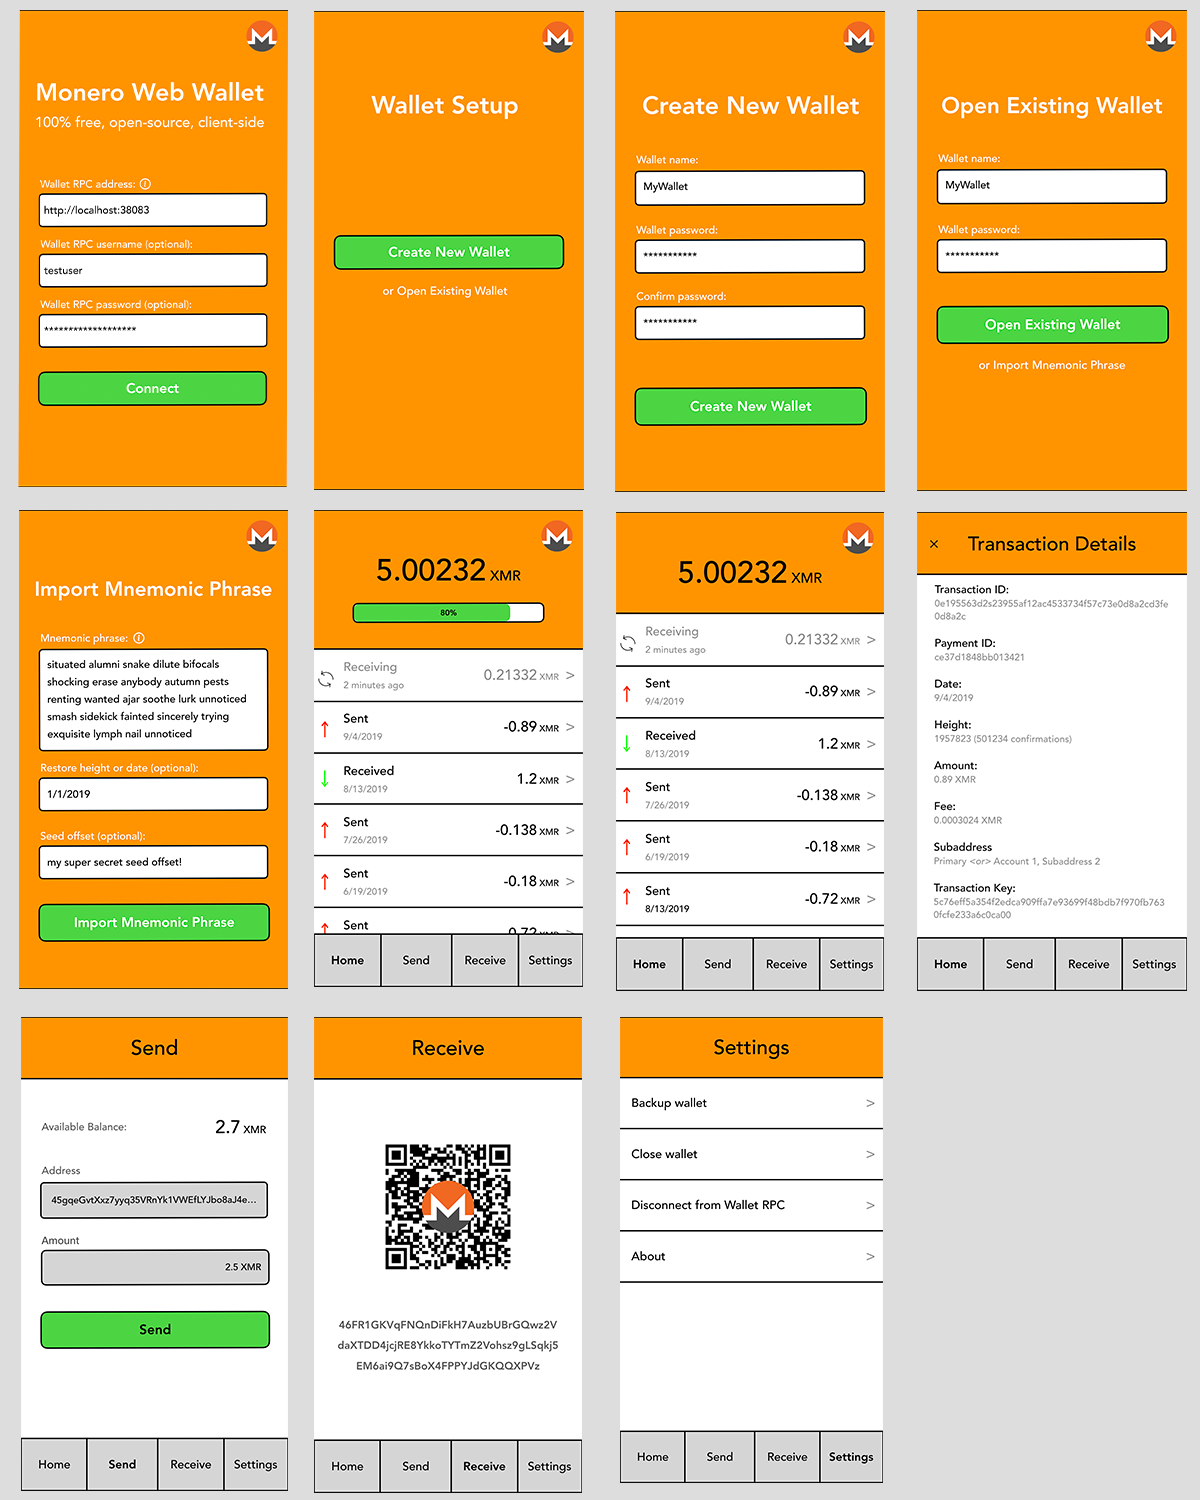 Monero Web Wallet
100% free, open-source, client-side
Wallet RPC address:
http://localhost:38083
Wallet RPC username (optional):
testuser
Wallet RPC password (optional):
*******************
Connect
Wallet Setup
Create New Wallet
or Open Existing Wallet
Create New Wallet
Wallet name:
MyWallet
Wallet password:
***********
Confirm password:
***********
Create New Wallet
Open Existing Wallet
Wallet name:
MyWallet
Wallet password:
***********
Open Existing Wallet
or Import Mnemonic Phrase
Import Mnemonic Phrase
Mnemonic phrase:
situated alumni snake dilute bifocals
shocking erase anybody autumn pests
renting wanted ajar soothe lurk unnoticed
smash sidekick fainted sincerely trying
exquisite lymph nail unnoticed
Restore height or date (optional):
1/1/2019
Seed offset (optional):
my super secret seed offset!
Import Mnemonic Phrase
5.00232 XMR
80%
Receiving
2 minutes ago
0.21332 XMR >
Sent
9/4/2019
-0.89 XMR >
Received
8/13/2019
1.2 XMR >
Sent
7/26/2019
-0.138 XMR >
Sent
6/19/2019
-0.18 XMR >
Sent
0.72 XMR
Home Send Receive Settings
5.00232 XMR
Receiving
2 minutes ago
0.21332 XMR >
Sent
9/4/2019
-0.89 XMR >
Received
8/13/2019
1.2 XMR >
Sent
7/26/2019
-0.138 XMR >
Sent
6/19/2019
-0.18 XMR >
Sent
8/13/2019
-0.72 XMR >
Home Send Receive Settings
× Transaction Details
Transaction ID:
0e195563d2s23955af12ac4533734f57c73e0d8a2cd3fe
0d8a2c
Payment ID:
ce37d1848bb013421
Date:
9/4/2019
Height:
1957823 (501234 confirmations)
Amount:
0.89 XMR
Fee:
0.0003024 XMR
Subaddress
Primary <or> Account 1, Subaddress 2
Transaction Key:
5c76eff5a354f2edca909ffa7e93699f48bdb7f970fb763
0fcfe233a6c0ca00
Home Send Receive Settings
Send
Available Balance: 2.7 XMR
Address
45gqeGvtXxz7yyq35VRnYk1VWEfLYJbo8aJ4e...
Amount
2.5 XMR
Send
Home Send Receive Settings
Receive
46FR1GKVqFNQnDiFkH7AuzbUBrGQwz2V
daXTDD4jcjRE8YkkoTYTmZ2Vohsz9gLSqkj5
EM6ai9Q7sBoX4FPPYJdGKQQXPVz
Home Send Receive Settings
Settings
Backup wallet >
Close wallet >
Disconnect from Wallet RPC >
About >
Home Send Receive Settings